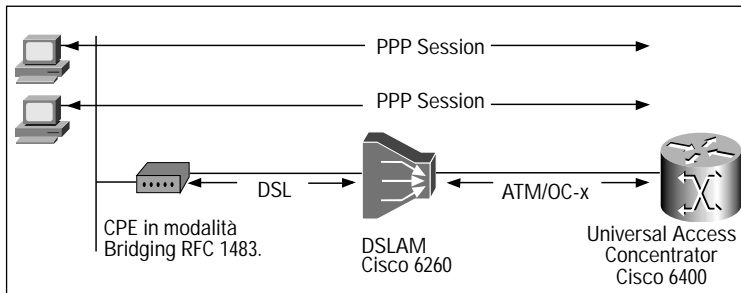 PPP Session
PPP Session
DSL
ATM/OC-x
CPE in modalità
Bridging RFC 1483.
DSLAM
Cisco 6260
Universal Access
Concentrator
Cisco 6400